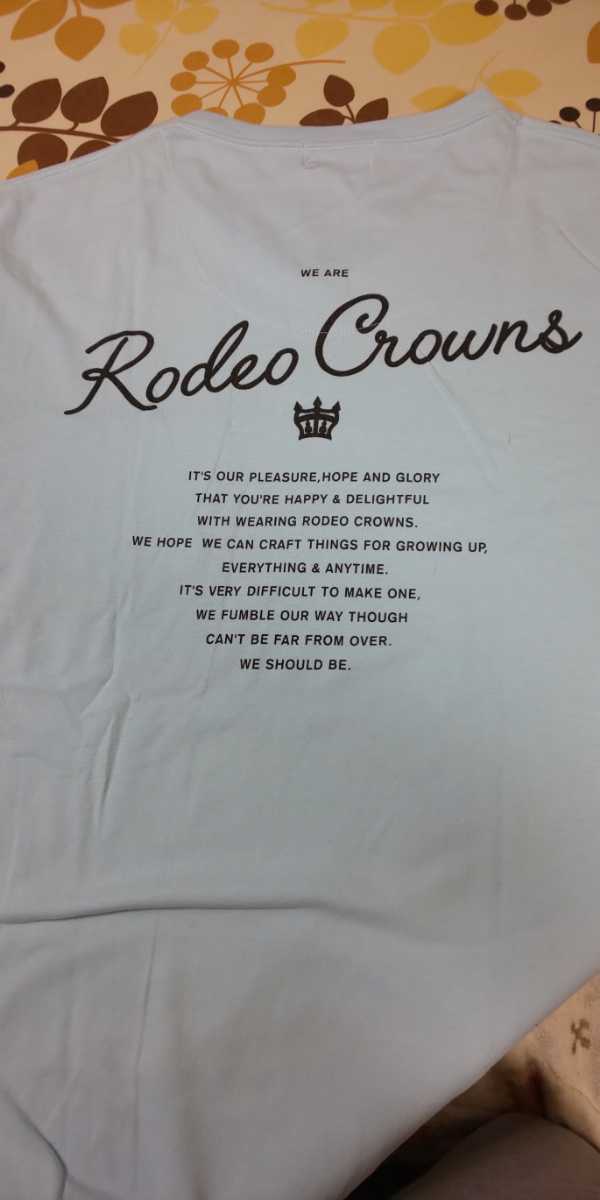 WE ARE
Rodeo Crowns
IT'S OUR PLEASURE,HOPE AND GLORY
THAT YOU'RE HAPPY & DELIGHTFUL
WITH WEARING RODEO CROWNS.
WE HOPE WE CAN CRAFT THINGS FOR GROWING UP,
EVERYTHING & ANYTIME.
IT'S VERY DIFFICULT TO MAKE ONE,
WE FUMBLE OUR WAY THOUGH
CAN'T BE FAR FROM OVER.
WE SHOULD BE.